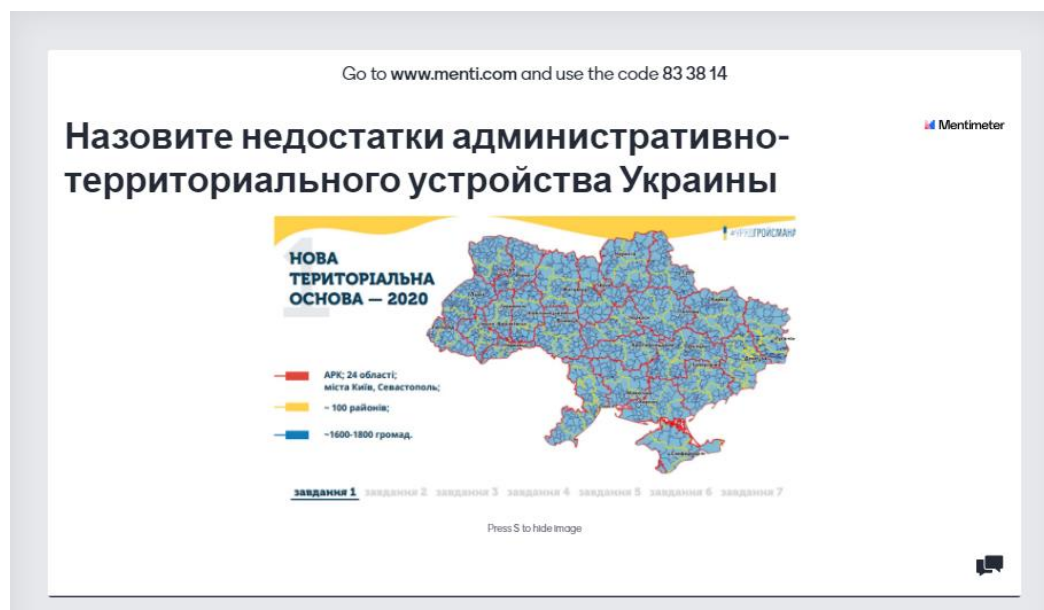 Go to www.menti.com and use the code 83 38 14
Mentimeter
Назовите недостатки административно-
территориального устройства Украины
НОВА
ТЕРИТОРІАЛЬНА
ОСНОВА — 2020
АРК; 24 області;
міста Київ, Севастополь;
~ 100 районів;
~1600-1800 громад.
завдання 1 завдання 2 завдання 3 завдання 4 завдання 5 завдання 6 завдання 7
Press S to hide image